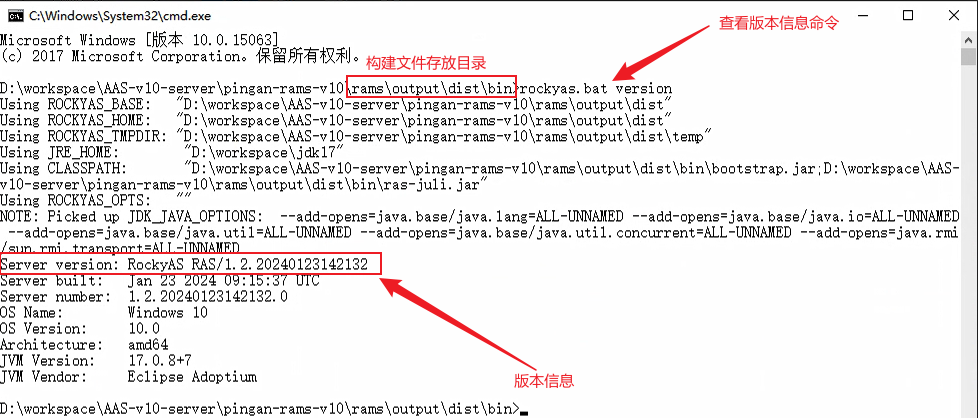 C:\Windows\System32\cmd.exe
查看版本信息命令
Microsoft Windows [版本 10.0.15063]
(c) 2017 Microsoft Corporation。保留所有权利。
构建文件存放目录
D:\workspace\AAS-v10-server\pingan-rams-v10\rams\output\dist\bin>rockyas.bat version
Using ROCKYAS_BASE:   "D:\workspace\AAS-v10-server\pingan-rams-v10\rams\output\dist"
Using ROCKYAS_HOME:   "D:\workspace\AAS-v10-server\pingan-rams-v10\rams\output\dist"
Using ROCKYAS_TMPDIR: "D:\workspace\AAS-v10-server\pingan-rams-v10\rams\output\dist\temp"
Using JRE_HOME:        "D:\workspace\jdk17"
Using CLASSPATH:       "D:\workspace\AAS-v10-server\pingan-rams-v10\rams\output\dist\bin\bootstrap.jar;D:\workspace\AAS-
v10-server\pingan-rams-v10\rams\output\dist\bin\ras-juli.jar"
Using ROCKYAS_OPTS:   ""
NOTE: Picked up JDK_JAVA_OPTIONS:  --add-opens=java.base/java.lang=ALL-UNNAMED --add-opens=java.base/java.io=ALL-UNNAMED
 --add-opens=java.base/java.util=ALL-UNNAMED --add-opens=java.base/java.util.concurrent=ALL-UNNAMED --add-opens=java.rmi
/sun.rmi.transport=ALL-UNNAMED
Server version: RockyAS RAS/1.2.20240123142132
Server built:   Jan 23 2024 09:15:37 UTC
Server number:  1.2.20240123142132.0
OS Name:        Windows 10
OS Version:     10.0
Architecture:   amd64
JVM Version:    17.0.8+7
JVM Vendor:     Eclipse Adoptium
版本信息
D:\workspace\AAS-v10-server\pingan-rams-v10\rams\output\dist\bin>